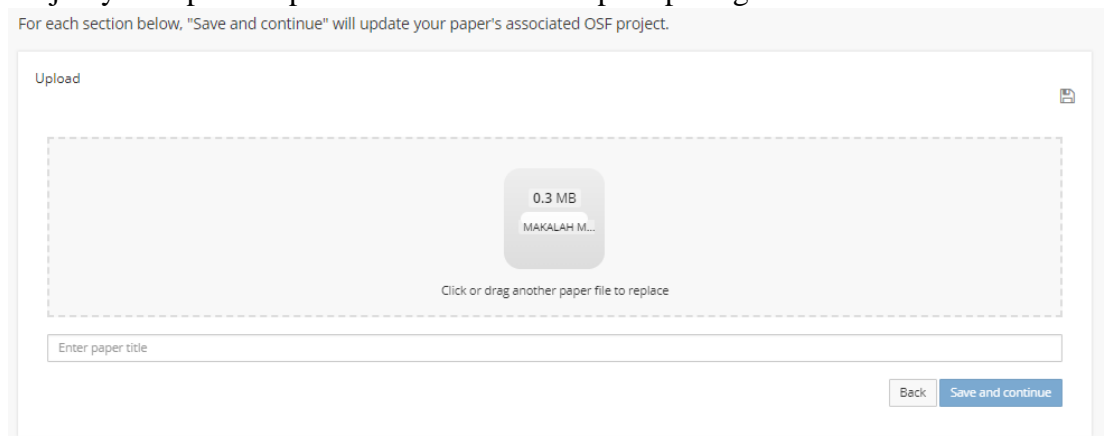 For each section below, "Save and continue" will update your paper's associated OSF project.
Upload
0.3 MB
MAKALAH M...
Click or drag another paper file to replace
Enter paper title
Back Save and continue